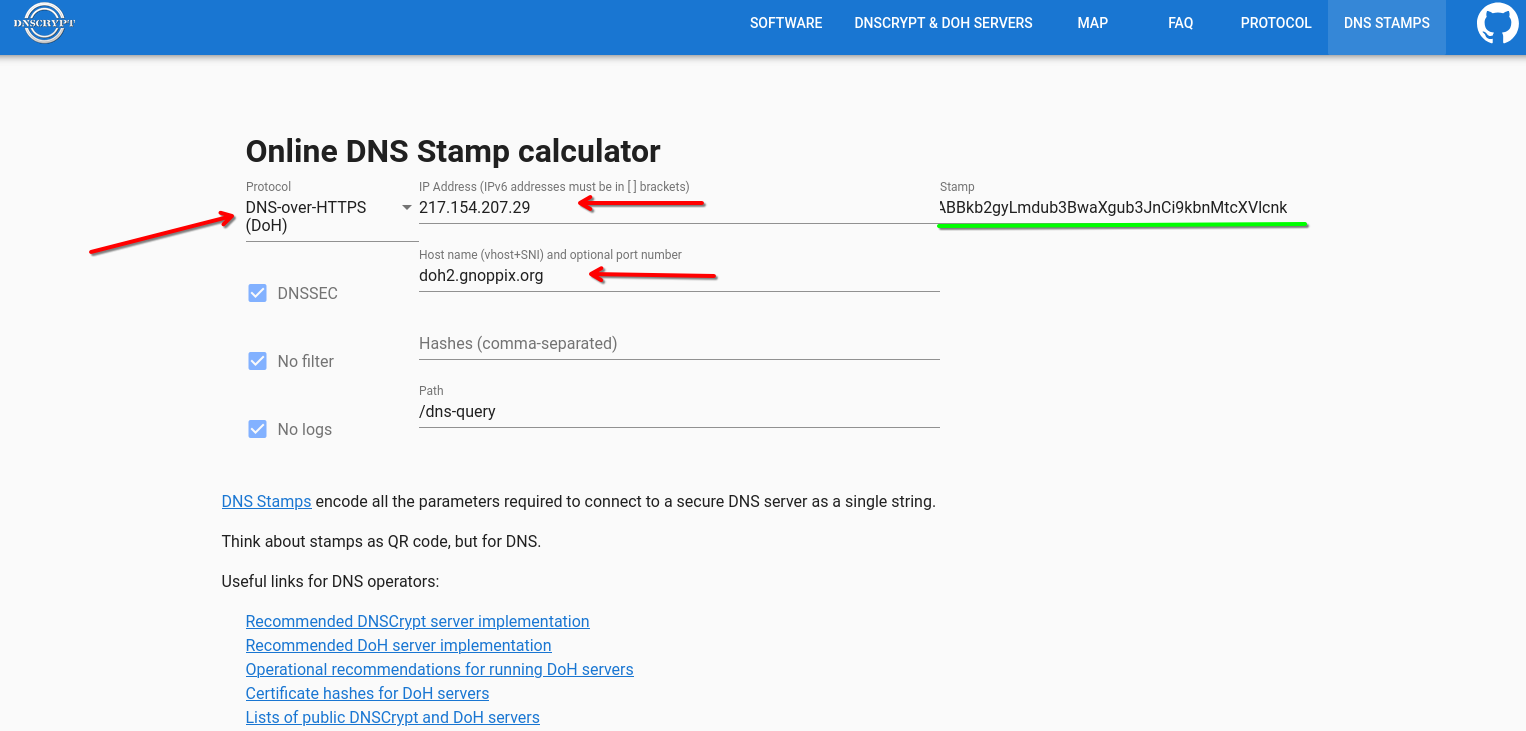 DNSCRYPT
SOFTWARE DNSCRYPT & DOH SERVERS MAP FAQ PROTOCOL DNS STAMPS
Online DNS Stamp calculator
Protocol
DNS-over-HTTPS
(DoH)
IP Address (IPv6 addresses must be in [ ] brackets)
217.154.207.29
Stamp
ABBkb2gyLmdub3BwaXgub3JnCi9kbnMtcXVlcnk
Host name (vhost+SNI) and optional port number
doh2.gnoppix.org
DNSSEC
Hashes (comma-separated)
No filter
Path
/dns-query
No logs
DNS Stamps encode all the parameters required to connect to a secure DNS server as a single string.
Think about stamps as QR code, but for DNS.
Useful links for DNS operators:
Recommended DNSCrypt server implementation
Recommended DoH server implementation
Operational recommendations for running DoH servers
Certificate hashes for DoH servers
Lists of public DNSCrypt and DoH servers